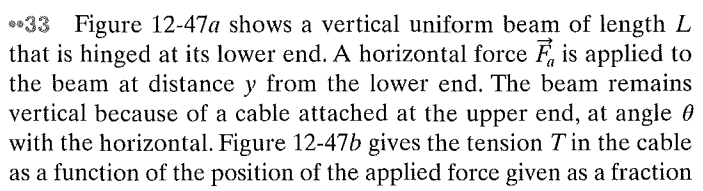 ••33 Figure 12-47a shows a vertical uniform beam of length L
that is hinged at its lower end. A horizontal force F⃗ₐ is applied to
the beam at distance y from the lower end. The beam remains
vertical because of a cable attached at the upper end, at angle θ
with the horizontal. Figure 12-47b gives the tension T in the cable
as a function of the position of the applied force given as a fraction